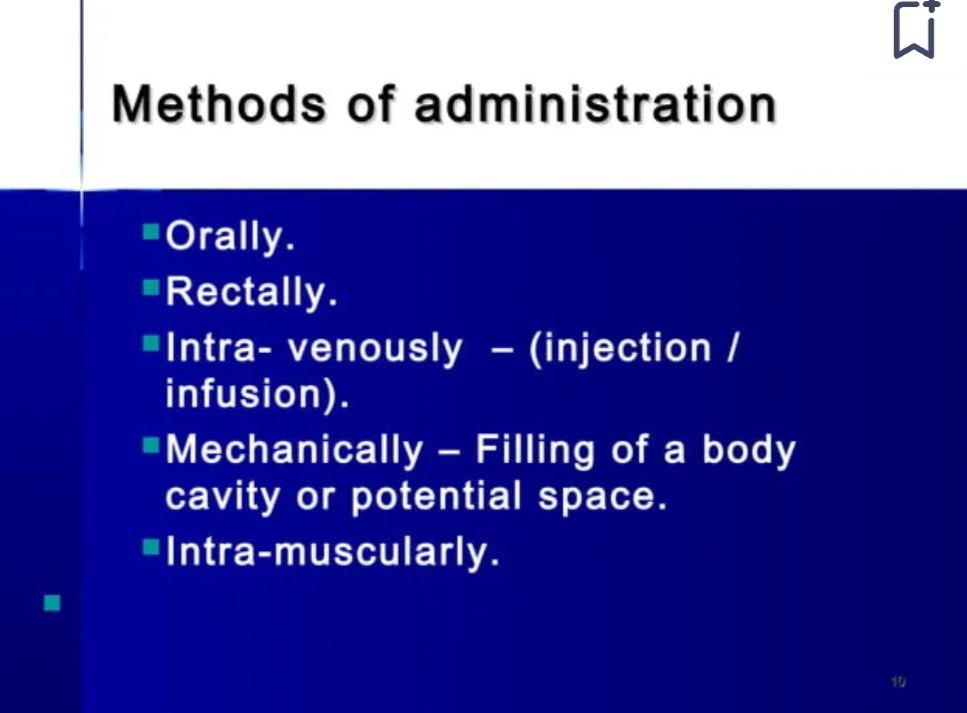 Methods of administration
Orally.
Rectally.
Intra- venously – (injection /
infusion).
Mechanically – Filling of a body
cavity or potential space.
Intra-muscularly.
10